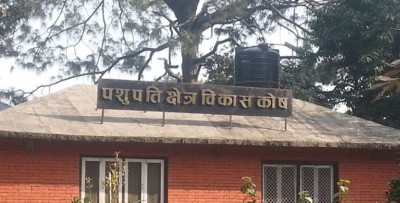 पशुपति क्षेत्र विकास कोष